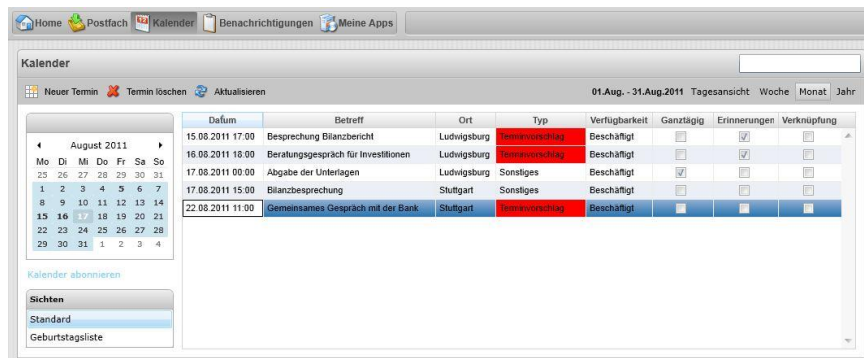 Home Postfach Kalender Benachrichtigungen Meine Apps
Kalender
Neuer Termin Termin löschen Aktualisieren 01.Aug. - 31.Aug.2011 Tagesansicht Woche Monat Jahr
August 2011
Mo Di Mi Do Fr Sa So
25 26 27 28 29 30 31
1 2 3 4 5 6 7
8 9 10 11 12 13 14
15 16 17 18 19 20 21
22 23 24 25 26 27 28
29 30 31 1 2 3 4
Kalender abonnieren
Sichten
Standard
Geburtstagsliste
Datum Betreff Ort Typ Verfügbarkeit Ganztägig Erinnerungen Verknüpfung
15.08.2011 17:00 Besprechung Bilanzbericht Ludwigsburg Terminvorschlag Beschäftigt
16.08.2011 18:00 Beratungsgespräch für Investitionen Ludwigsburg Terminvorschlag Beschäftigt
17.08.2011 00:00 Abgabe der Unterlagen Ludwigsburg Sonstiges Beschäftigt
17.08.2011 15:00 Bilanzbesprechung Stuttgart Sonstiges Beschäftigt
22.08.2011 11:00 Gemeinsames Gespräch mit der Bank Stuttgart Terminvorschlag Beschäftigt